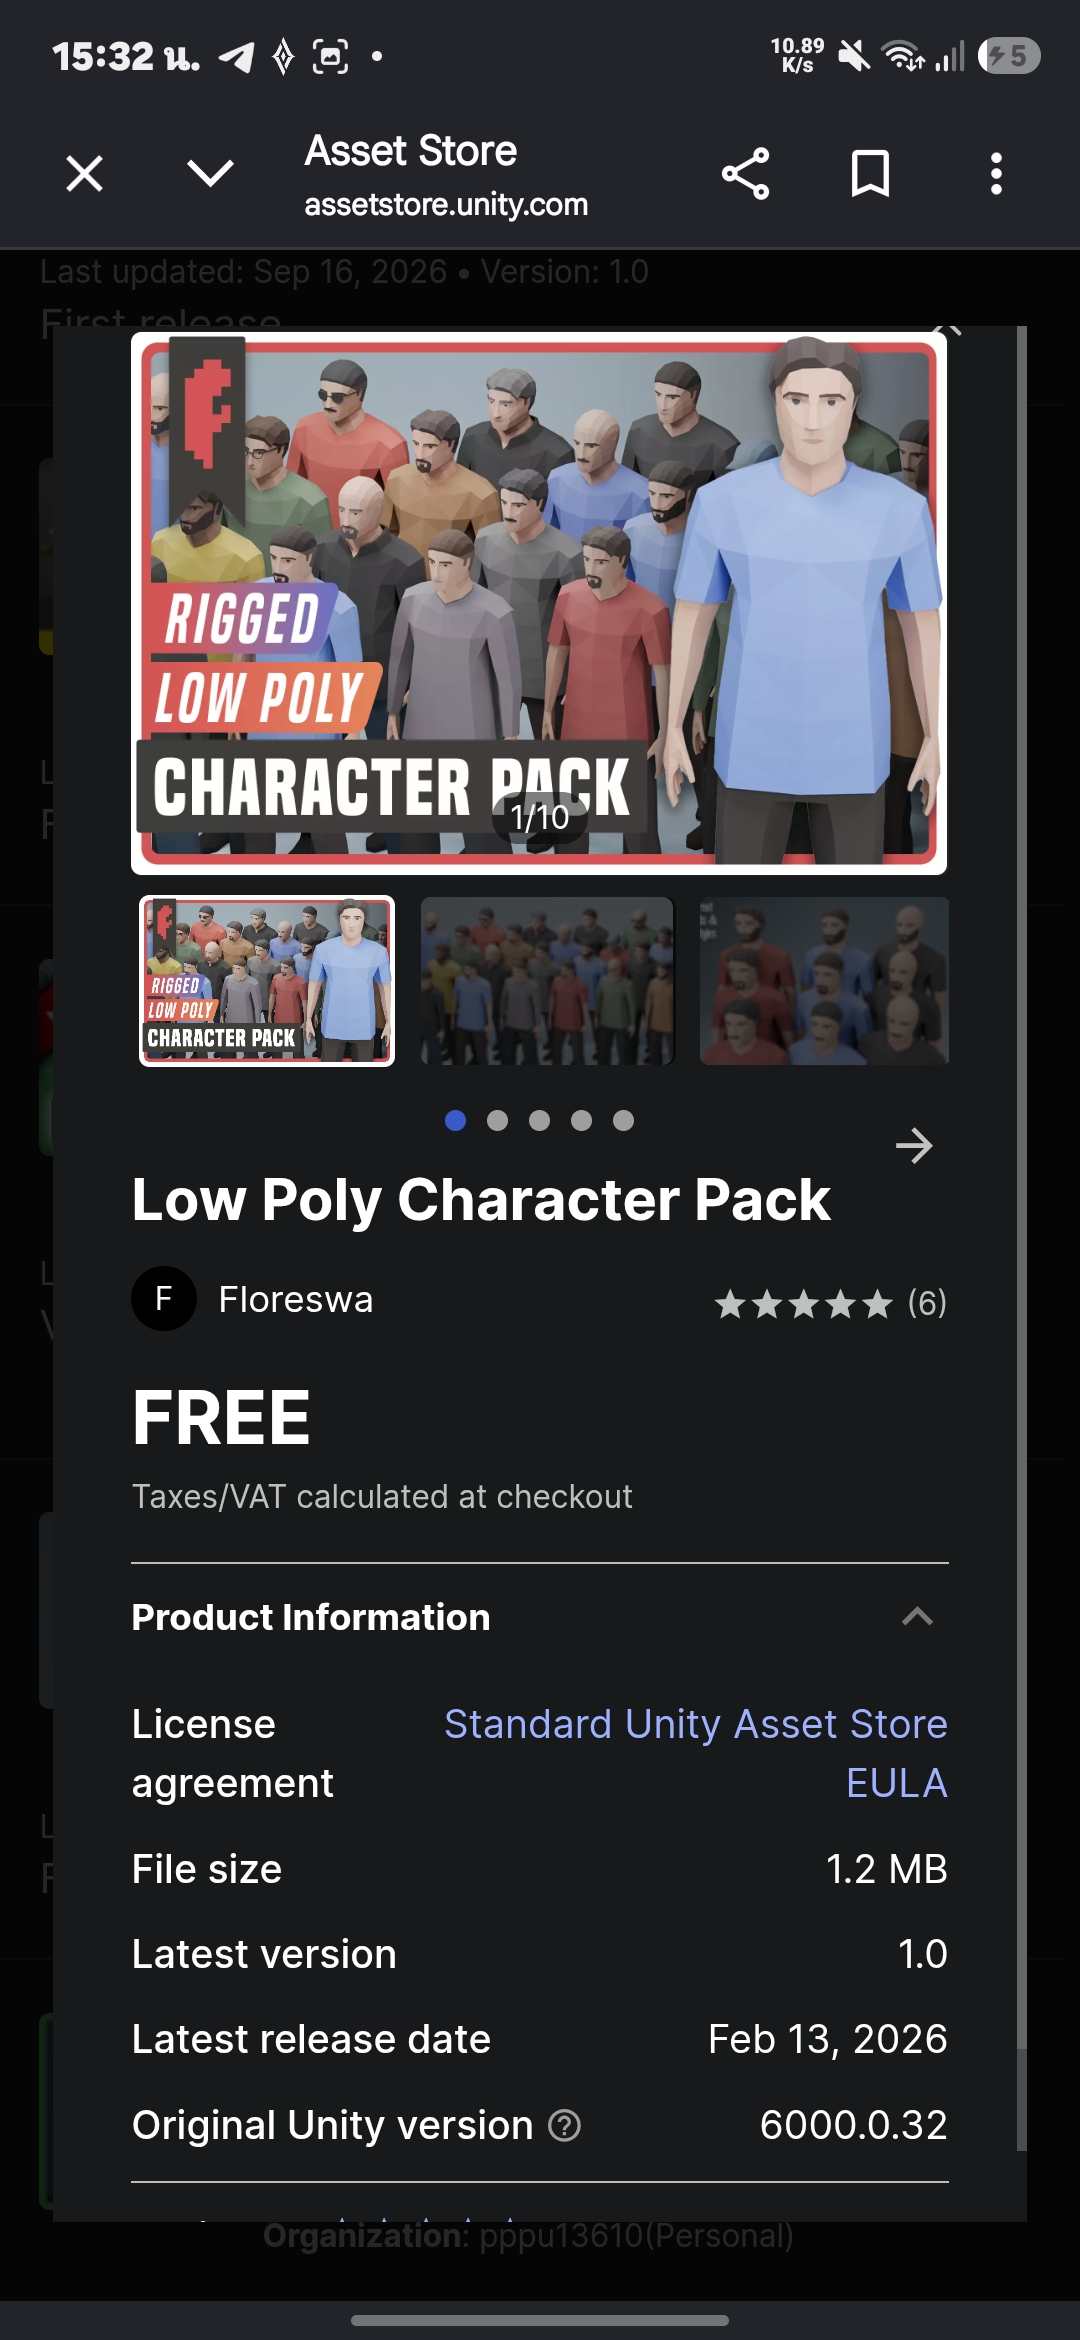 15:32 น.
10.89
K/s
5
Asset Store
assetstore.unity.com
Last updated: Sep 16, 2026 • Version: 1.0
First release
F
RIGGED
LOW POLY
CHARACTER PACK
1/10
RIGGED
LOW POLY
CHARACTER PACK
Low Poly Character Pack
F Floreswa
(6)
FREE
Taxes/VAT calculated at checkout
Product Information
License agreement
Standard Unity Asset Store EULA
File size 1.2 MB
Latest version 1.0
Latest release date Feb 13, 2026
Original Unity version ? 6000.0.32
Organization: pppu13610(Personal)